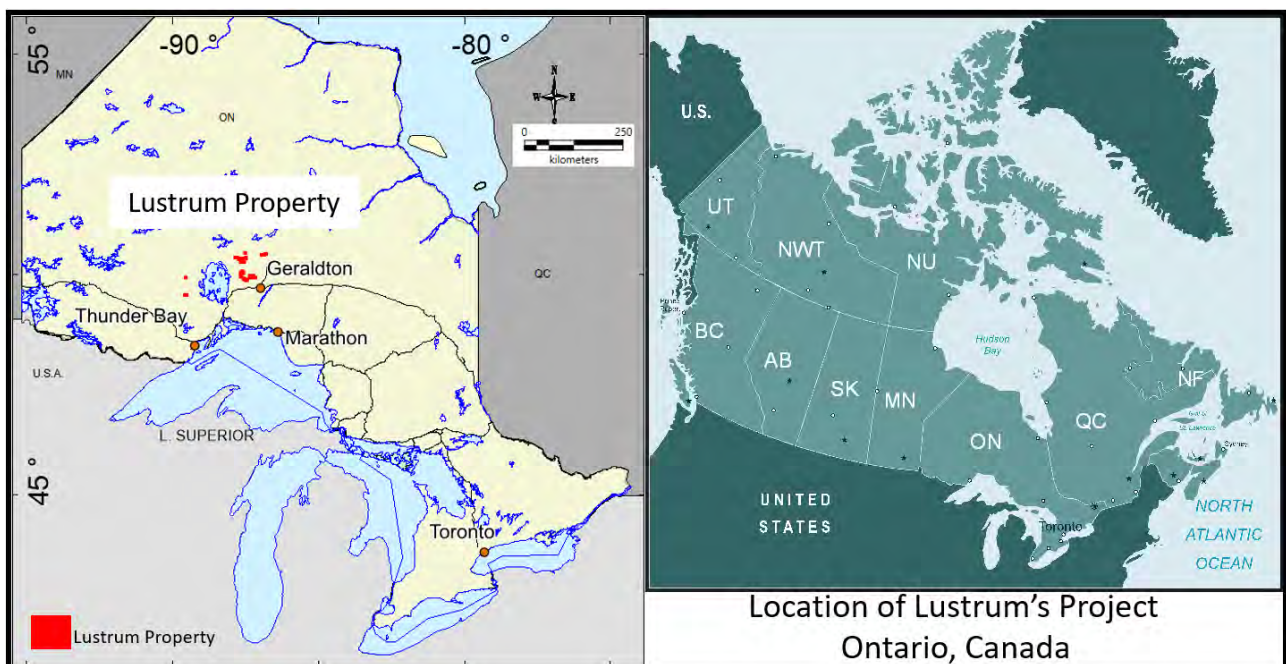 -90 °
-80 °
55
MN
ON
N
W
E
0
250
kilometers
Lustrum Property
Geraldton
QC
Thunder Bay
Marathon
U.S.A.
L. SUPERIOR
45 °
Toronto
Lustrum Property
U.S.
UT
NWT
NU
BC
AB
SK
MN
Hudson
Bay
ON
QC
NF
UNITED
STATES
Toronto
NORTH
ATLANTIC
OCEAN
Location of Lustrum's Project
Ontario, Canada